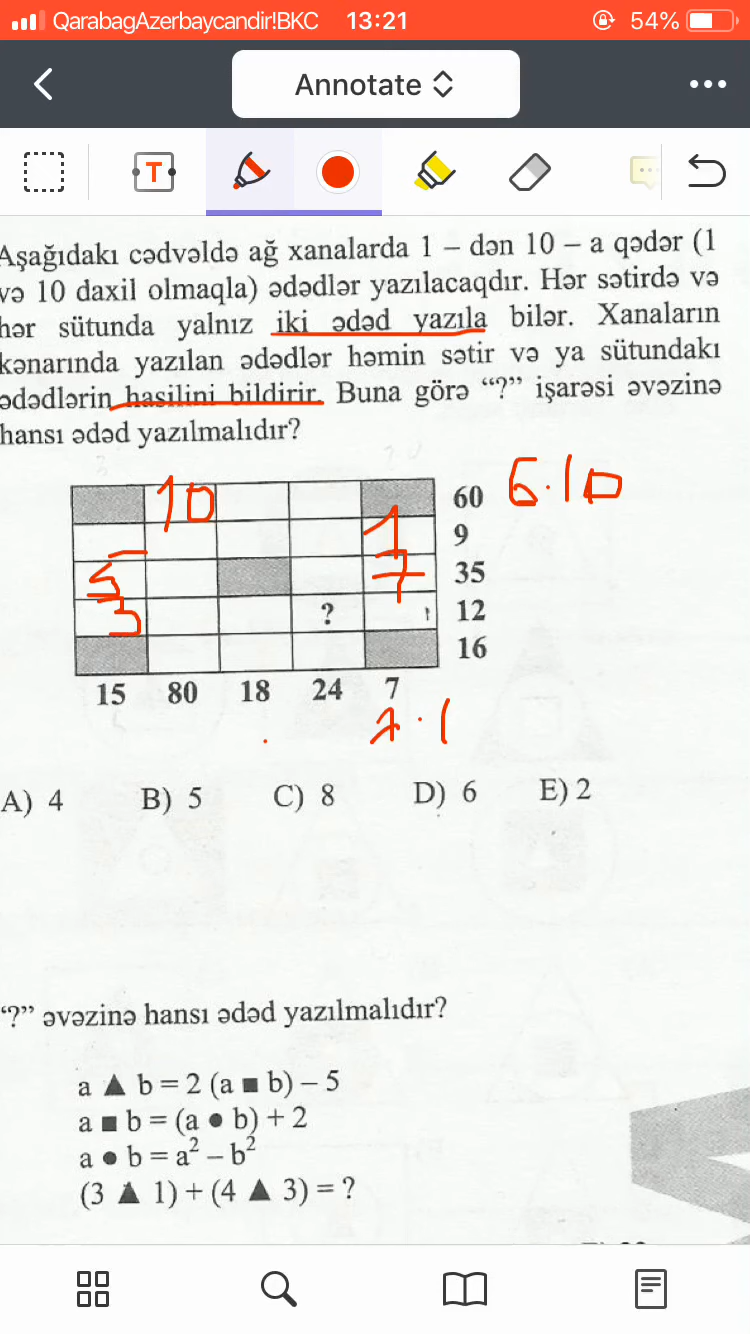 QarabagAzerbaycandir!BKC 13:21 54%
Annotate
T
Aşağıdakı cədvəldə ağ xanalarda 1 – dən 10 – a qədər (1
və 10 daxil olmaqla) ədədlər yazılacaqdır. Hər sətirdə və
hər sütunda yalnız iki ədəd yazıla bilər. Xanaların
kənarında yazılan ədədlər həmin sətir və ya sütundakı
ədədlərin hasilini bildirir. Buna görə “?” işarəsi əvəzinə
hansı ədəd yazılmalıdır?
10 60 6.10
1 9
5 7 35
3 ? 12
16
15 80 18 24 7
7.1
A) 4 B) 5 C) 8 D) 6 E) 2
“?” əvəzinə hansı ədəd yazılmalıdır?
a ▲ b = 2 (a ■ b) – 5
a ■ b = (a ● b) + 2
a ● b = a² – b²
(3 ▲ 1) + (4 ▲ 3) = ?